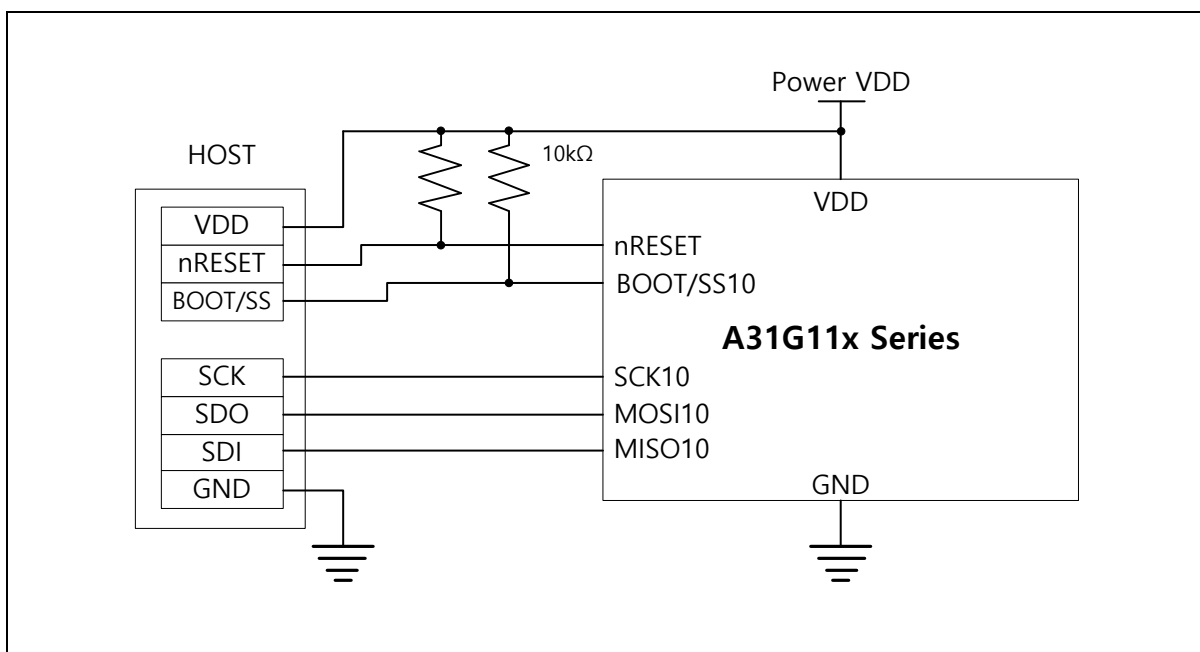 Power VDD
HOST
10kΩ
VDD
nRESET
BOOT/SS
SCK
SDO
SDI
GND
VDD
nRESET
BOOT/SS10
A31G11x Series
SCK10
MOSI10
MISO10
GND